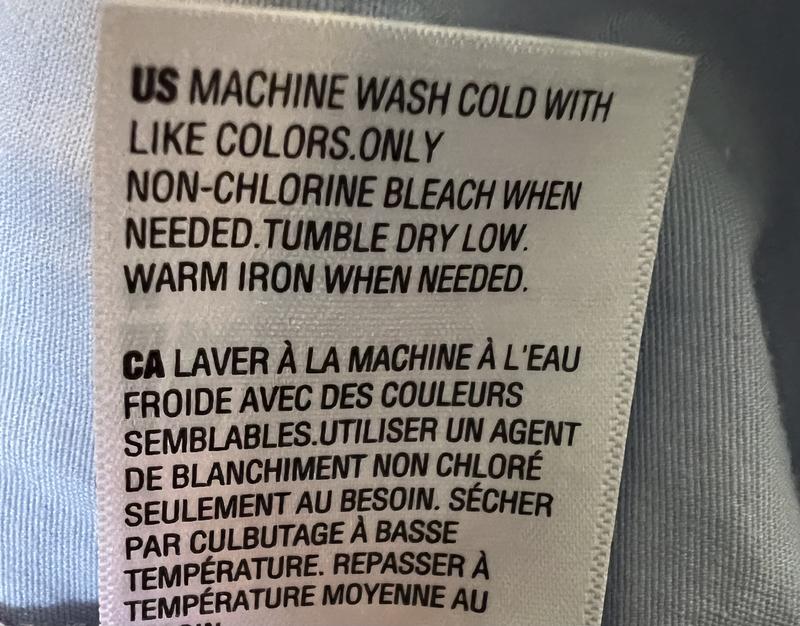 US MACHINE WASH COLD WITH
LIKE COLORS.ONLY
NON-CHLORINE BLEACH WHEN
NEEDED.TUMBLE DRY LOW.
WARM IRON WHEN NEEDED.
CA LAVER À LA MACHINE À L'EAU
FROIDE AVEC DES COULEURS
SEMBLABLES.UTILISER UN AGENT
DE BLANCHIMENT NON CHLORÉ
SEULEMENT AU BESOIN. SÉCHER
PAR CULBUTAGE À BASSE
TEMPÉRATURE. REPASSER À
TEMPÉRATURE MOYENNE AU